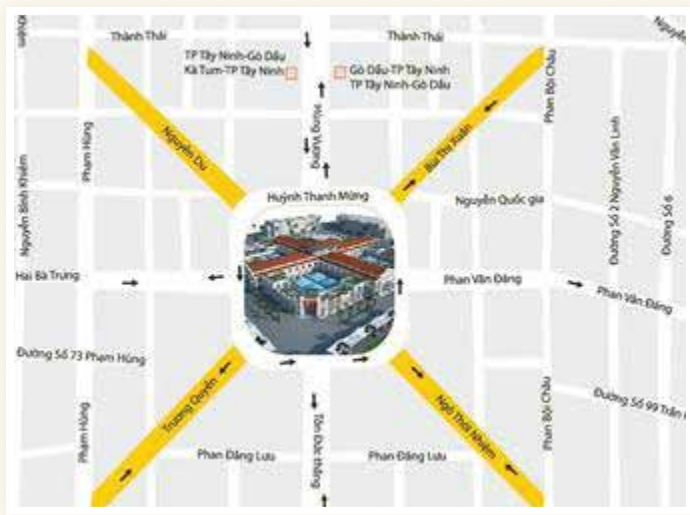 Khiêm
Thành Thái
Thành Thái
Nguyễn
TP Tây Ninh-Gò Dầu
Kà Tum-TP Tây Ninh
Gò Dầu-TP Tây Ninh
TP Tây Ninh-Gò Dầu
Phan Bội Châu
Hùng Vương
Phạm Hùng
Nguyễn Du
Bùi Thị Xuân
Nguyễn Bỉnh Khiêm
Huỳnh Thanh Mừng
Nguyễn Quốc gia
Đường Số 2 Nguyễn Văn Linh
Đường Số 6
Hai Bà Trưng
Phan Văn Đáng
Phan Văn Đáng
Đường Số 73 Phạm Hùng
Trương Quyền
Ngô Thời Nhiệm
Phan Bội Châu
Đường Số 99 Trần
Phạm Hùng
Tôn Đức thắng
Phan Đăng Lưu
Phan Đăng Lưu